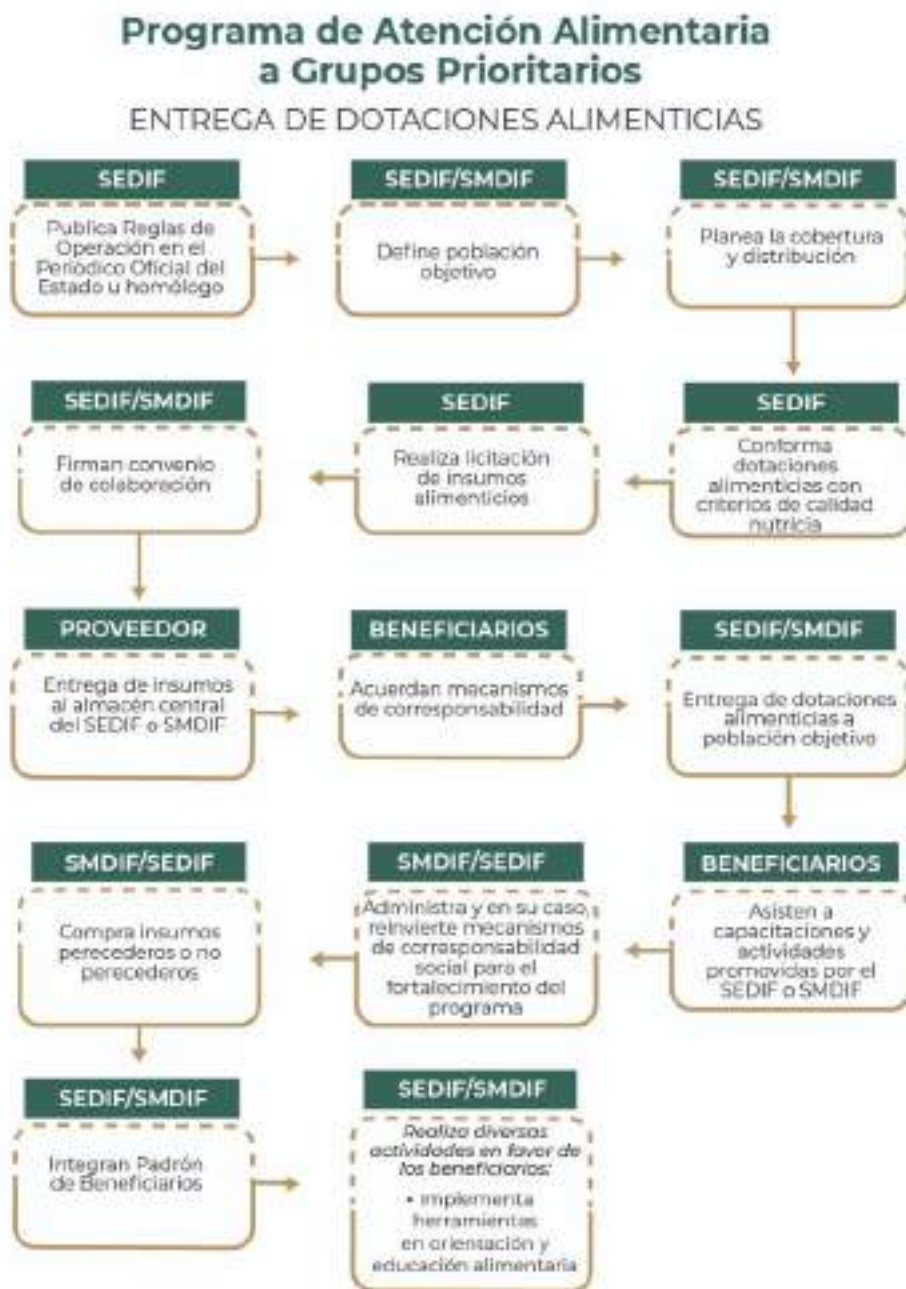 Programa de Atención Alimentaria
a Grupos Prioritarios
ENTREGA DE DOTACIONES ALIMENTICIAS
SEDIF
Publica Reglas de
Operación en el
Periódico Oficial del
Estado u homólogo
SEDIF/SMDIF
Define población
objetivo
SEDIF/SMDIF
Planea la cobertura
y distribución
SEDIF
Conforma
dotaciones
alimenticias con
criterios de calidad
nutricia
SEDIF
Realiza licitación
de insumos
alimenticios
SEDIF/SMDIF
Firman convenio
de colaboración
PROVEEDOR
Entrega de insumos
al almacén central
del SEDIF o SMDIF
BENEFICIARIOS
Acuerdan mecanismos
de corresponsabilidad
SEDIF/SMDIF
Entrega de dotaciones
alimenticias a
población objetivo
BENEFICIARIOS
Asisten a
capacitaciones y
actividades
promovidas por el
SEDIF o SMDIF
SMDIF/SEDIF
Administra y en su caso,
reinvierte mecanismos
de corresponsabilidad
social para el
fortalecimiento del
programa
SMDIF/SEDIF
Compra insumos
perecederos o no
perecederos
SEDIF/SMDIF
Integran Padrón
de Beneficiarios
SEDIF/SMDIF
Realiza diversas
actividades en favor de
los beneficiarios:
• Implementa
herramientas
en orientación y
educación alimentaria